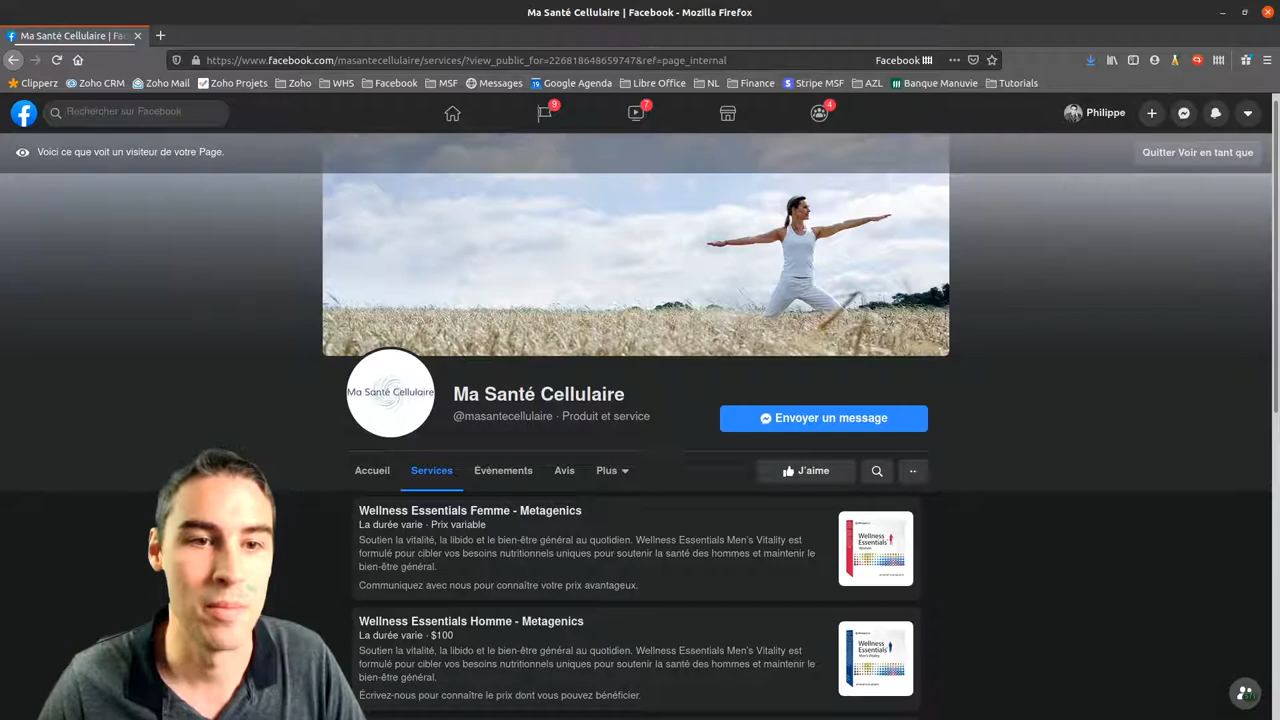 Ma Santé Cellulaire | Facebook - Mozilla Firefox
Ma Santé Cellulaire | Fac
https://www.facebook.com/masantecellulaire/services/?view_public_for=226818648659747&ref=page_internal
Facebook
Clipperz Zoho CRM Zoho Mail Zoho Projets Zoho WHS Facebook MSF Messages Google Agenda Libre Office NL Finance Stripe MSF AZL Banque Manuvie Tutorials
Rechercher sur Facebook
9
7
4
Philippe
Voici ce que voit un visiteur de votre Page.
Quitter Voir en tant que
Ma Santé Cellulaire
Ma Santé Cellulaire
@masantecellulaire · Produit et service
Envoyer un message
Accueil Services Évènements Avis Plus
J'aime
Wellness Essentials Femme - Metagenics
La durée varie · Prix variable
Soutien la vitalité, la libido et le bien-être général au quotidien. Wellness Essentials Men's Vitality est
formulé pour cibler vos besoins nutritionnels uniques pour soutenir la santé des hommes et maintenir le
bien-être général.
Communiquez avec nous pour connaître votre prix avantageux.
Wellness
Essentials
Wellness Essentials Homme - Metagenics
La durée varie · $100
Soutien la vitalité, la libido et le bien-être général au quotidien. Wellness Essentials Men's Vitality est
formulé pour cibler vos besoins nutritionnels uniques pour soutenir la santé des hommes et maintenir le
bien-être général.
Écrivez-nous pour connaître le prix dont vous pouvez bénéficier.
Wellness
Essentials
Men's Vitality